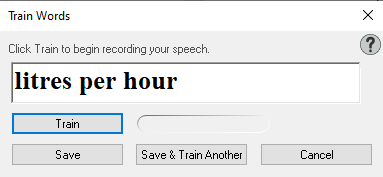 Train Words
Click Train to begin recording your speech.
?
litres per hour
Train
Save
Save & Train Another
Cancel